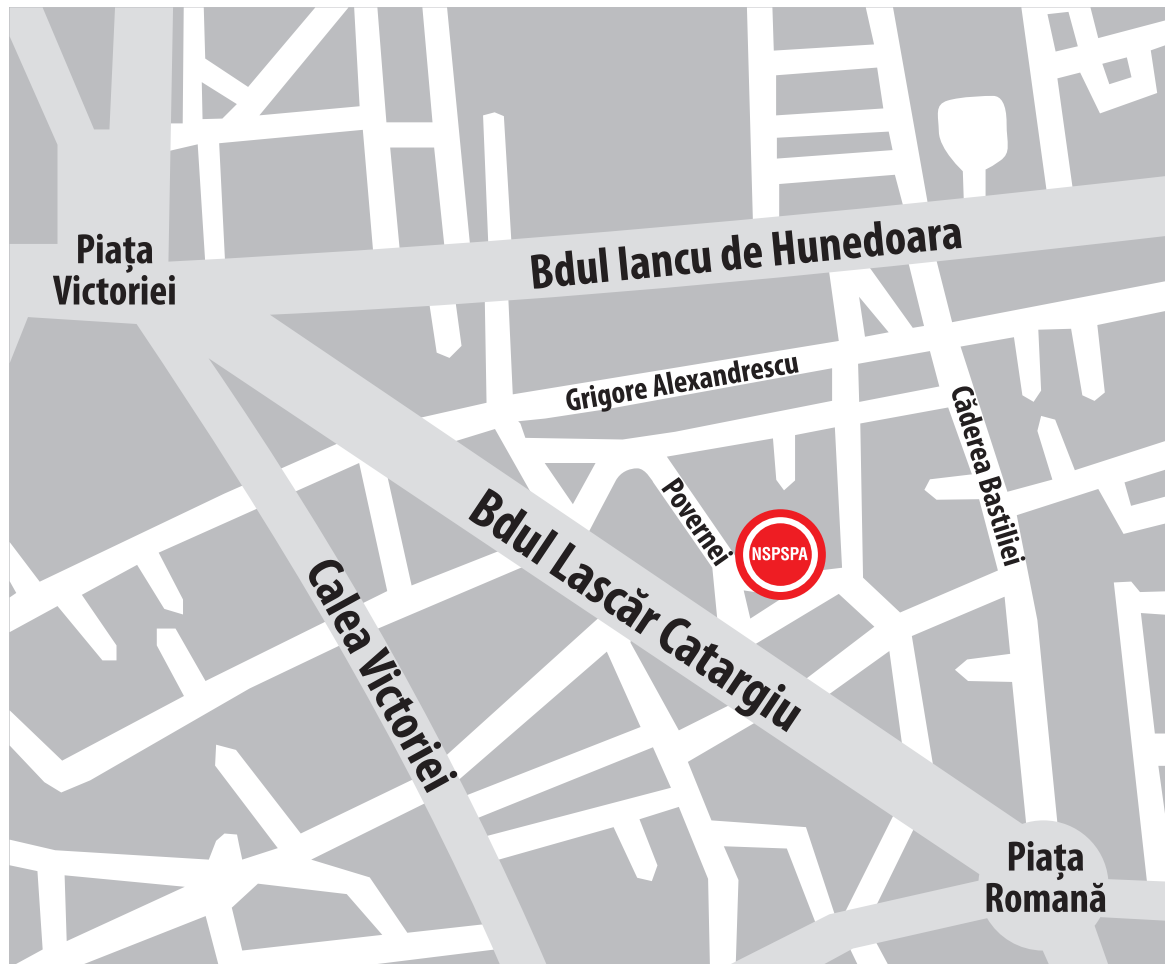 Piața
Victoriei
Bdul Iancu de Hunedoara
Grigore Alexandrescu
Căderea Bastiliei
Povernei
NSPSPA
Bdul Lascăr Catargiu
Calea Victoriei
Piața
Romană